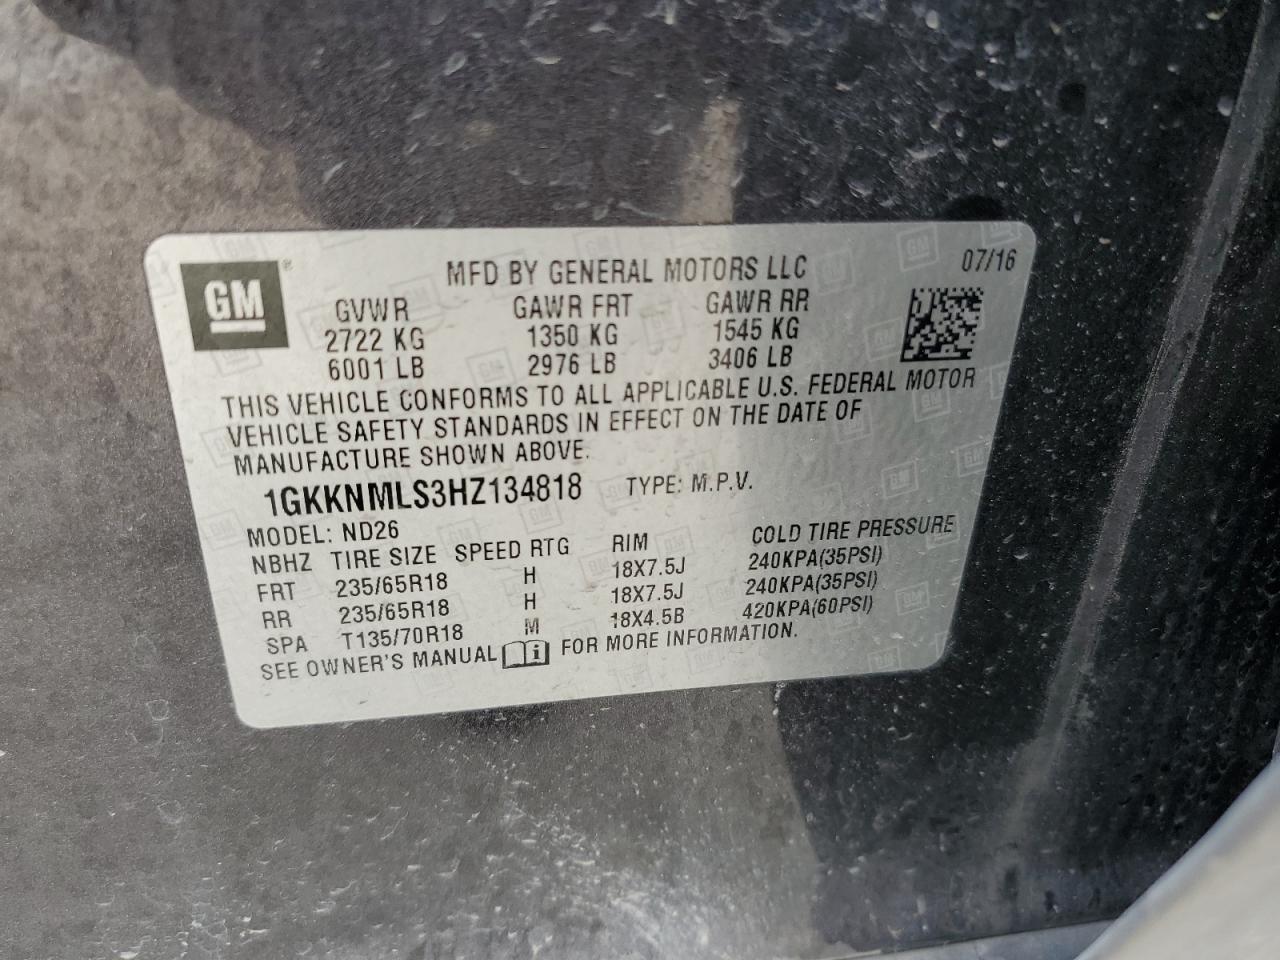 GM ®
MFD BY GENERAL MOTORS LLC 07/16
GVWR GAWR FRT GAWR RR
2722 KG 1350 KG 1545 KG
6001 LB 2976 LB 3406 LB
THIS VEHICLE CONFORMS TO ALL APPLICABLE U.S. FEDERAL MOTOR
VEHICLE SAFETY STANDARDS IN EFFECT ON THE DATE OF
MANUFACTURE SHOWN ABOVE.
1GKKNMLS3HZ134818 TYPE: M.P.V.
MODEL: ND26
NBHZ TIRE SIZE SPEED RTG RIM COLD TIRE PRESSURE
FRT 235/65R18 H 18X7.5J 240KPA(35PSI)
RR 235/65R18 H 18X7.5J 240KPA(35PSI)
SPA T135/70R18 M 18X4.5B 420KPA(60PSI)
SEE OWNER'S MANUAL i FOR MORE INFORMATION.